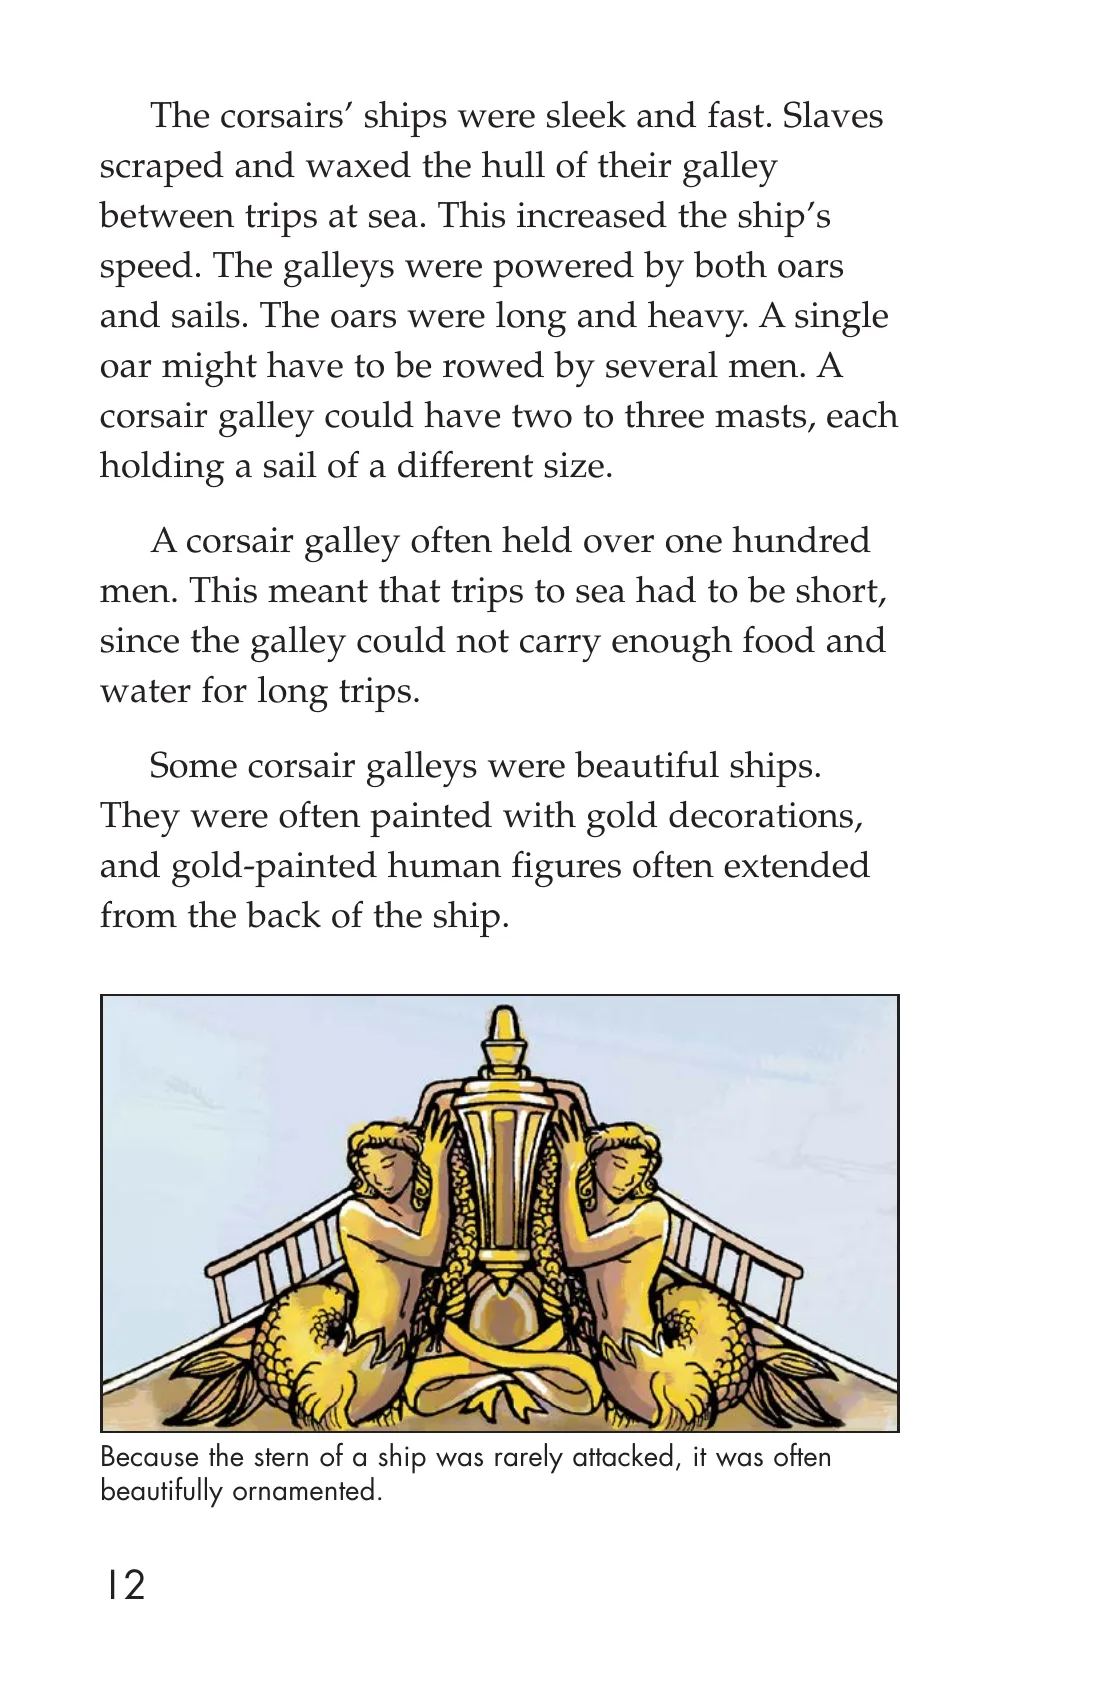 The corsairs’ ships were sleek and fast. Slaves
scraped and waxed the hull of their galley
between trips at sea. This increased the ship’s
speed. The galleys were powered by both oars
and sails. The oars were long and heavy. A single
oar might have to be rowed by several men. A
corsair galley could have two to three masts, each
holding a sail of a different size.
A corsair galley often held over one hundred
men. This meant that trips to sea had to be short,
since the galley could not carry enough food and
water for long trips.
Some corsair galleys were beautiful ships.
They were often painted with gold decorations,
and gold-painted human figures often extended
from the back of the ship.
Because the stern of a ship was rarely attacked, it was often
beautifully ornamented.
12